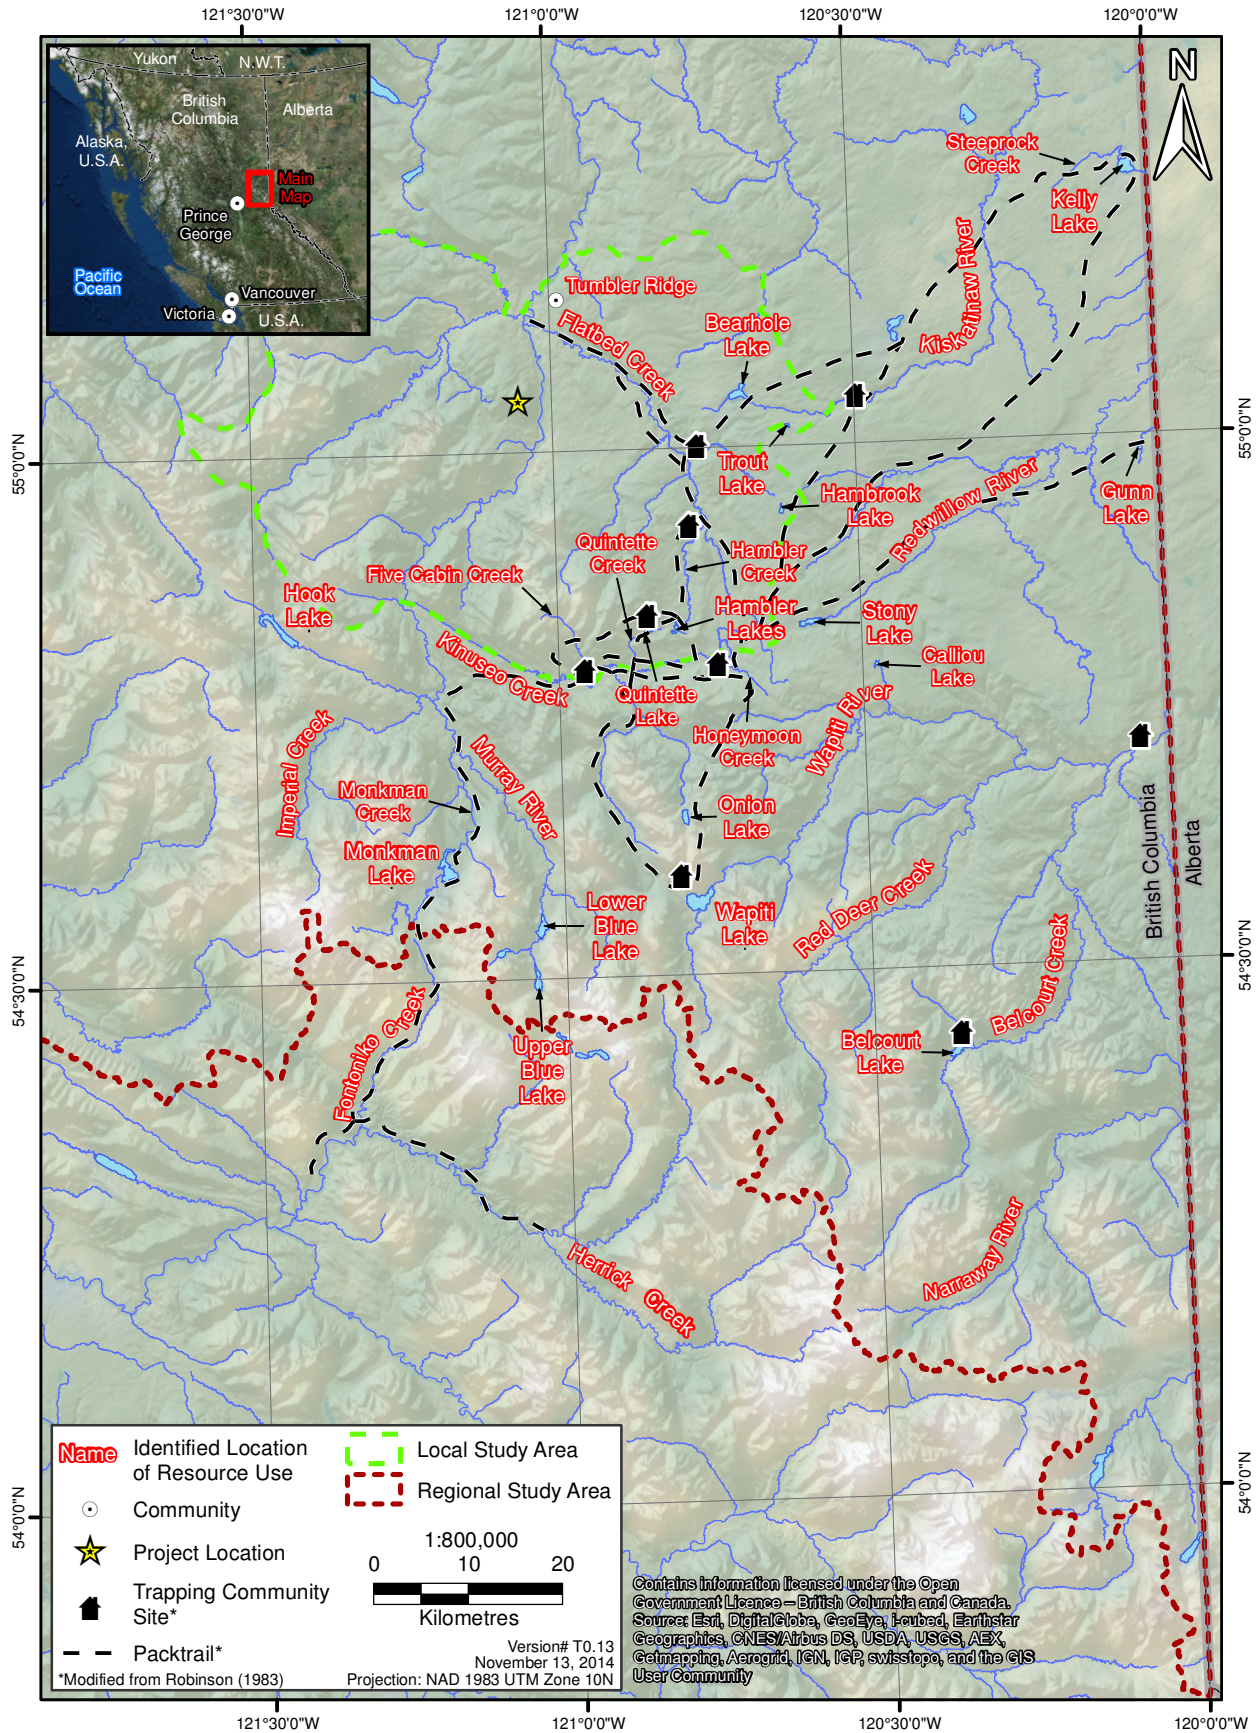 121°30'0"W
121°0'0"W
120°30'0"W
120°0'0"W
Yukon
N.W.T.
British
Columbia
Alberta
Alaska,
U.S.A.
Main
Map
Prince
George
Pacific
Ocean
Vancouver
Victoria
U.S.A.
N
Steeprock
Creek
Kelly
Lake
Kiskatinaw River
Tumbler Ridge
Flatbed Creek
Bearhole
Lake
55°0'0"N
55°0'0"N
Trout
Lake
Hambrook
Lake
Redwillow River
Gunn
Lake
Quintette
Creek
Hambler
Creek
Five Cabin Creek
Hook
Lake
Hambler
Lakes
Stony
Lake
Kinuseo Creek
Calliou
Lake
Quintette
Lake
Honeymoon
Creek
Wapiti River
Imperial Creek
Murray River
Monkman
Creek
Onion
Lake
Monkman
Lake
British Columbia
Alberta
Lower
Blue
Lake
Wapiti
Lake
Red Deer Creek
Belcourt Creek
54°30'0"N
54°30'0"N
Fontoniko Creek
Upper
Blue
Lake
Belcourt
Lake
Herrick Creek
Narraway River
54°0'0"N
54°0'0"N
Name
Identified Location
of Resource Use
Community
Project Location
Trapping Community
Site*
Packtrail*
*Modified from Robinson (1983)
Local Study Area
Regional Study Area
1:800,000
0 10 20
Kilometres
Version# T0.13
November 13, 2014
Projection: NAD 1983 UTM Zone 10N
Contains information licensed under the Open
Government Licence – British Columbia and Canada.
Source: Esri, DigitalGlobe, GeoEye, i-cubed, Earthstar
Geographics, CNES/Airbus DS, USDA, USGS, AEX,
Getmapping, Aerogrid, IGN, IGP, swisstopo, and the GIS
User Community
121°30'0"W
121°0'0"W
120°30'0"W
120°0'0"W